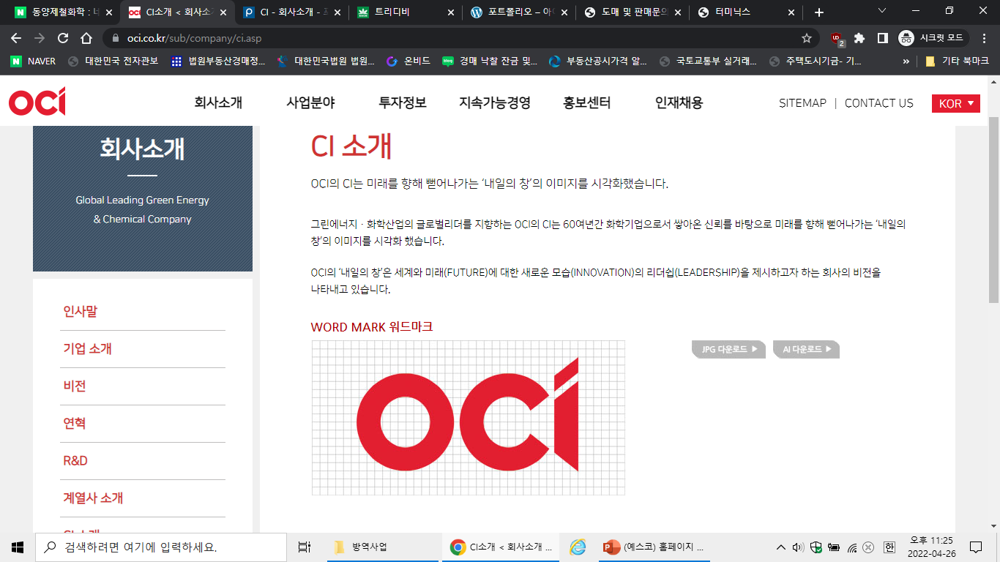 동양제철화학 : 네
CI소개 < 회사소개
CI - 회사소개 - 
트리디비
포트폴리오 – 아
도매 및 판매문의
터미닉스
oci.co.kr/sub/company/ci.asp
2
시크릿 모드
NAVER
대한민국 전자관보
법원부동산경매정...
대한민국법원 법원...
온비드
경매 낙찰 잔금 및...
부동산공시가격 알...
국토교통부 실거래...
주택도시기금- 기...
»
기타 북마크
oci
회사소개
사업분야
투자정보
지속가능경영
홍보센터
인재채용
SITEMAP | CONTACT US
KOR
회사소개
Global Leading Green Energy
& Chemical Company
인사말
기업 소개
비전
연혁
R&D
계열사 소개
CI 소개
CI 소개
OCI의 CI는 미래를 향해 뻗어나가는 ‘내일의 창’의 이미지를 시각화했습니다.
그린에너지 · 화학산업의 글로벌리더를 지향하는 OCI의 CI는 60여년간 화학기업으로서 쌓아온 신뢰를 바탕으로 미래를 향해 뻗어나가는 ‘내일의
창’의 이미지를 시각화 했습니다.
OCI의 ‘내일의 창’은 세계와 미래(FUTURE)에 대한 새로운 모습(INNOVATION)의 리더쉽(LEADERSHIP)을 제시하고자 하는 회사의 비전을
나타내고 있습니다.
WORD MARK 워드마크
JPG 다운로드
AI 다운로드
oci
검색하려면 여기에 입력하세요.
방역사업
CI소개 < 회사소개 ...
(예스코) 홈페이지 ...
한
오후 11:25
2022-04-26